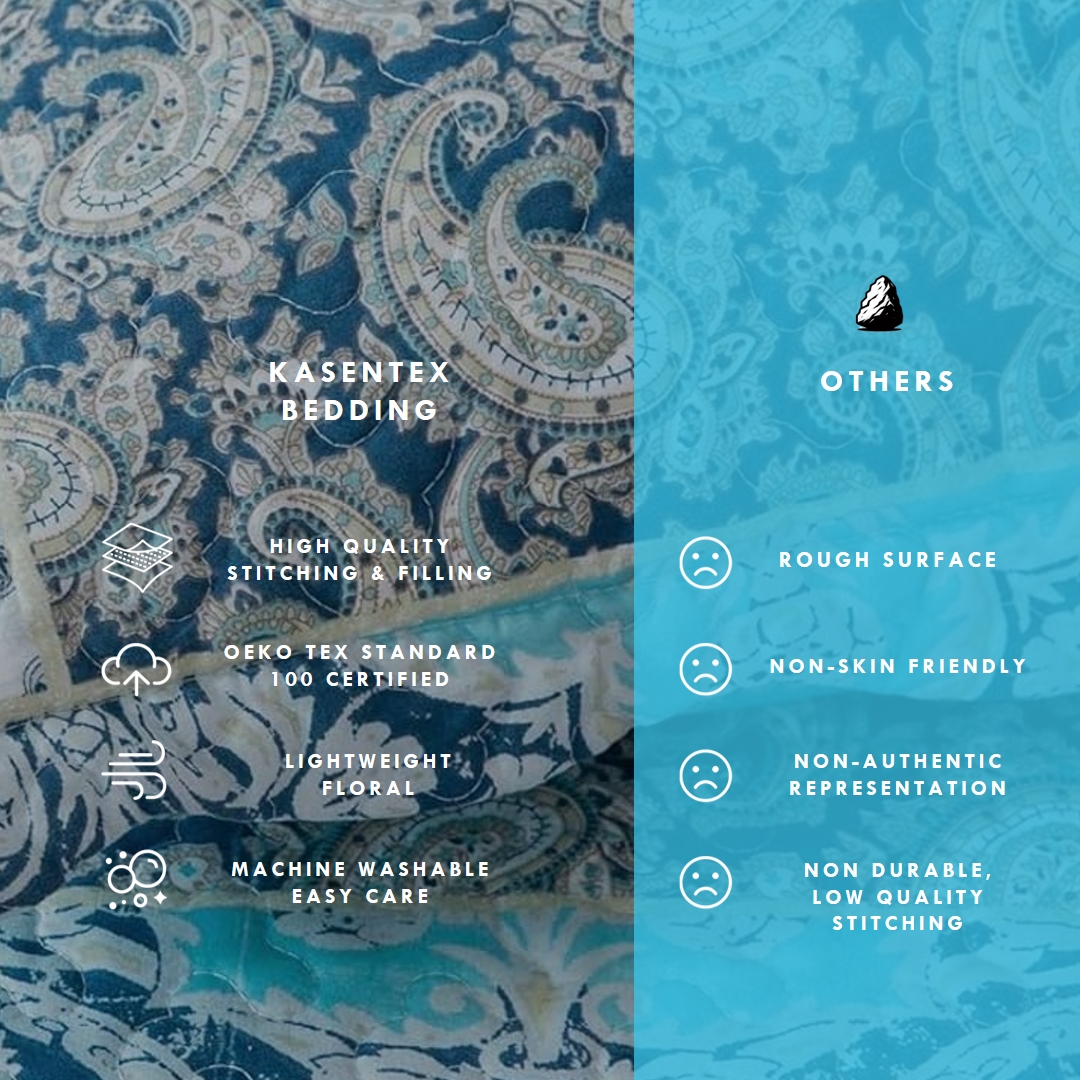 KASENTEX
BEDDING
HIGH QUALITY
STITCHING & FILLING
OEKO TEX STANDARD
100 CERTIFIED
LIGHTWEIGHT
FLORAL
MACHINE WASHABLE
EASY CARE
OTHERS
ROUGH SURFACE
NON-SKIN FRIENDLY
NON-AUTHENTIC
REPRESENTATION
NON DURABLE,
LOW QUALITY
STITCHING